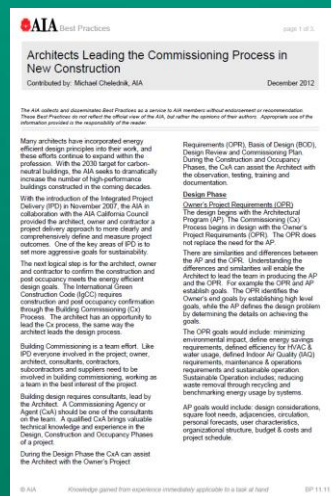 AIA Best Practices
page 1 of 3
Architects Leading the Commissioning Process in
New Construction
Contributed by: Michael Chelednik, AIA
December 2012
The AIA collects and disseminates Best Practices as a service to AIA members without endorsement or recommendation.
These Best Practices do not reflect the official view of the AIA, but rather the opinions of their authors. Appropriate use of the
information provided is the responsibility of the reader.
Many architects have incorporated energy
efficient design principles into their work, and
these efforts continue to expand within the
profession. With the 2030 target for carbon-
neutral buildings, the AIA seeks to dramatically
increase the number of high-performance
buildings constructed in the coming decades.
With the introduction of the Integrated Project
Delivery (IPD) in November 2007, the AIA in
collaboration with the AIA California Council
provided the architect, owner and contractor a
project delivery approach to more clearly and
comprehensively define and measure project
outcomes. One of the key areas of IPD is to
set more aggressive goals for sustainability.
The next logical step is for the architect, owner
and contractor to confirm the construction and
post occupancy meets the energy efficient
design goals. The International Green
Construction Code (IgCC) requires
construction and post occupancy confirmation
through the Building Commissioning (Cx)
Process. The architect has an opportunity to
lead the Cx process, the same way the
architect leads the design process.
Building Commissioning is a team effort. Like
IPD everyone involved in the project; owner,
architect, consultants, contractors,
subcontractors and suppliers need to be
involved in building commissioning, working as
a team in the best interest of the project.
Building design requires consultants, lead by
the Architect. A Commissioning Agency or
Agent (CxA) should be one of the consultants
on the team. A qualified CxA brings valuable
technical knowledge and experience in the
Design, Construction and Occupancy Phases
of a project.
During the Design Phase the CxA can assist
the Architect with the Owner's Project
Requirements (OPR), Basis of Design (BOD),
Design Review and Commissioning Plan.
During the Construction and Occupancy
Phases, the CxA can assist the Architect with
the observation, testing, training and
documentation.
Design Phase
Owner's Project Requirements (OPR)
The design begins with the Architectural
Program (AP). The Commissioning (Cx)
Process begins in design with the Owner's
Project Requirements (OPR). The OPR does
not replace the need for the AP.
There are similarities and differences between
the AP and the OPR. Understanding the
differences and similarities will enable the
Architect to lead the team in producing the AP
and the OPR. For example the OPR and AP
establish goals. The OPR identifies the
Owner's end goals by establishing high level
goals, while the AP defines the design problem
by determining the details on achieving the
goals.
The OPR goals would include: minimizing
environmental impact, define energy savings
requirements, defined efficiency for HVAC &
water usage, defined Indoor Air Quality (IAQ)
requirements, maintenance & operations
requirements and sustainable operation.
Sustainable Operation includes; reducing
waste removal through recycling and
benchmarking energy usage by systems.
AP goals would include: design considerations,
square foot needs, adjacencies, circulation,
personal forecasts, user characteristics,
organizational structure, budget & costs and
project schedule.
© AIA
Knowledge gained from experience immediately applicable to a task at hand
BP 11.11